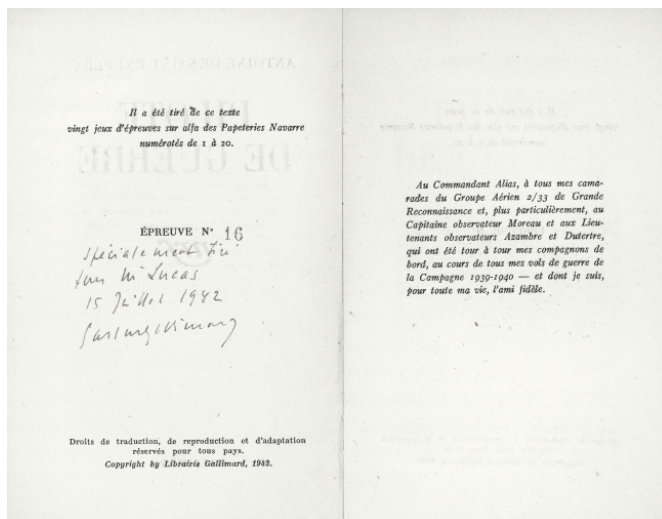 Il a été tiré de ce texte
vingt jeux d'épreuves sur alfa des Papeteries Navarre
numérotés de 1 à 20.
ÉPREUVE N° 16
spécialement tiré
pour M. Lucas
15 Juillet 1942
Gaston Gallimard
Droits de traduction, de reproduction et d'adaptation
réservés pour tous pays.
Copyright by Librairie Gallimard, 1942.
Au Commandant Alias, à tous mes cama-
rades du Groupe Aérien 2/33 de Grande
Reconnaissance et, plus particulièrement, au
Capitaine observateur Moreau et aux Lieu-
tenants observateurs Azambre et Dutertre,
qui ont été tour à tour mes compagnons de
bord, au cours de tous mes vols de guerre de
la Campagne 1939-1940 — et dont je suis,
pour toute ma vie, l'ami fidèle.